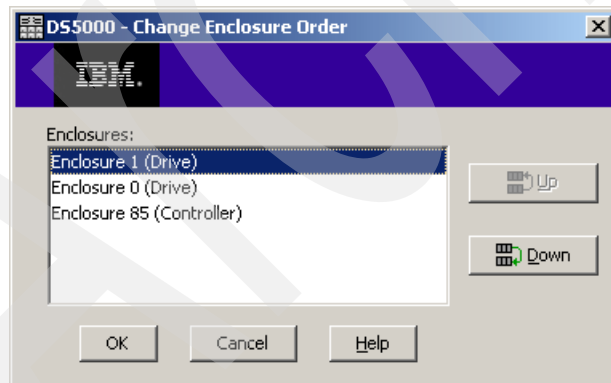 DS5000 - Change Enclosure Order
IBM.
Enclosures:
Enclosure 1 (Drive)
Enclosure 0 (Drive)
Enclosure 85 (Controller)
Up
Down
OK
Cancel
Help